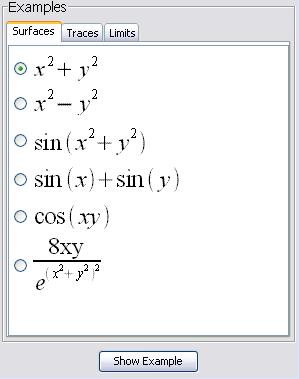 Examples
Surfaces Traces Limits
x² + y²
x² − y²
sin(x² + y²)
sin(x)+sin(y)
cos(xy)
8xy
e^(x² + y²)²
Show Example